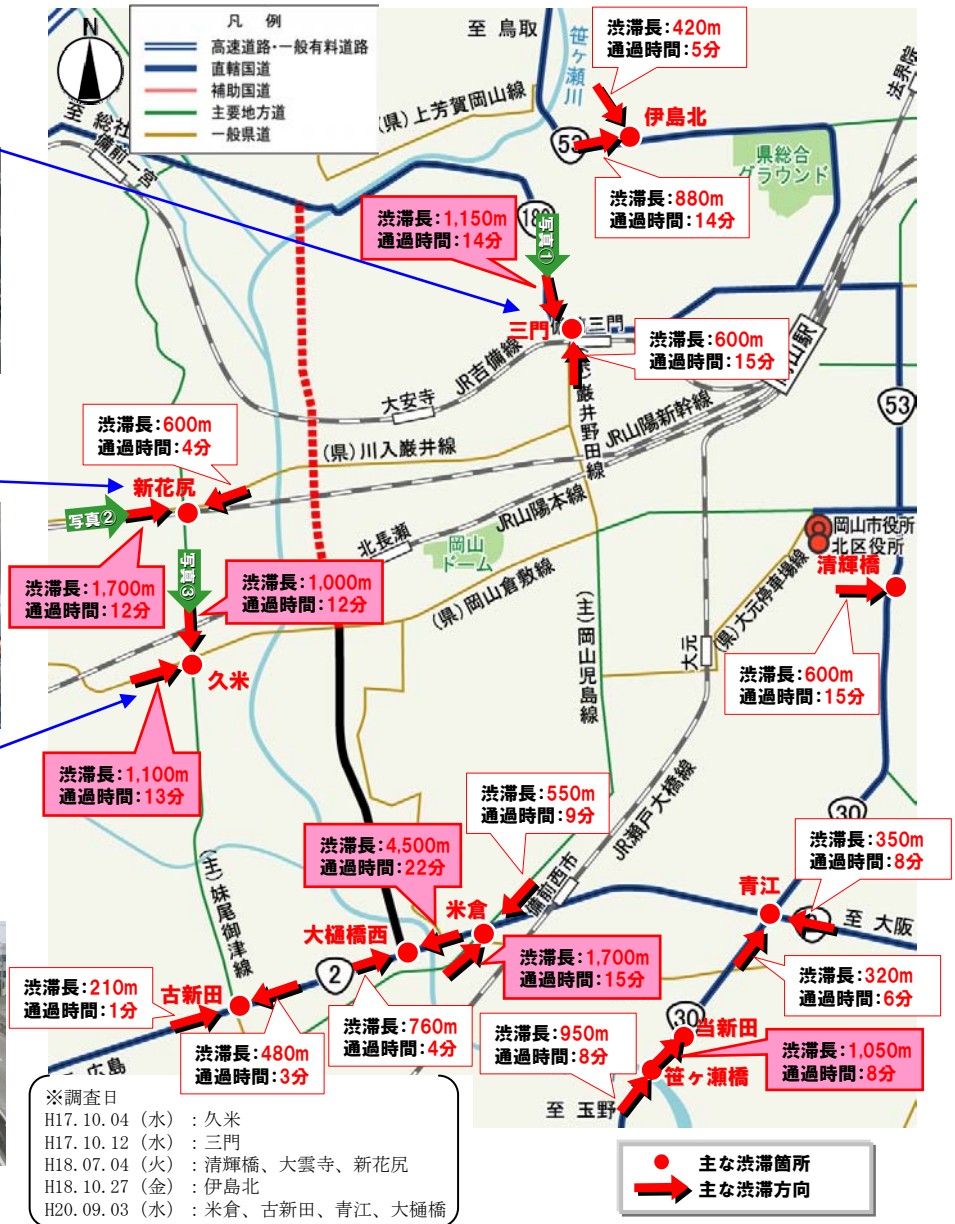 凡 例
高速道路・一般有料道路
直轄国道
補助国道
主要地方道
一般県道
N
至 鳥取
笹ヶ瀬川
渋滞長:420m
通過時間:5分
法界院
(県)上芳賀岡山線
至 総社
備前一宮
伊島北
53
県総合
グラウンド
渋滞長:880m
通過時間:14分
渋滞長:1,150m
通過時間:14分
180
写真①
三門
三門
渋滞長:600m
通過時間:15分
JR吉備線
大安寺
巌井野田線
JR山陽新幹線
53
渋滞長:600m
通過時間:4分
(県)川入巌井線
新花尻
写真②
JR山陽本線
北長瀬
岡山
ドーム
岡山市役所
北区役所
清輝橋
渋滞長:1,700m
通過時間:12分
写真③
渋滞長:1,000m
通過時間:12分
(県)岡山倉敷線
(主)岡山児島線
大元
(県)大元停車場線
久米
渋滞長:600m
通過時間:15分
渋滞長:1,100m
通過時間:13分
渋滞長:550m
通過時間:9分
JR瀬戸大橋線
30
渋滞長:350m
通過時間:8分
渋滞長:4,500m
通過時間:22分
備前西市
(主)妹尾御津線
米倉
青江
至 大阪
大樋橋西
2
渋滞長:1,700m
通過時間:15分
渋滞長:320m
通過時間:6分
渋滞長:210m
通過時間:1分
古新田
渋滞長:760m
通過時間:4分
渋滞長:480m
通過時間:3分
渋滞長:950m
通過時間:8分
30
当新田
渋滞長:1,050m
通過時間:8分
笹ヶ瀬橋
広島
至 玉野
※調査日
H17.10.04 (水) :久米
H17.10.12 (水) :三門
H18.07.04 (火) :清輝橋、大雲寺、新花尻
H18.10.27 (金) :伊島北
H20.09.03 (水) :米倉、古新田、青江、大樋橋
主な渋滞箇所
主な渋滞方向